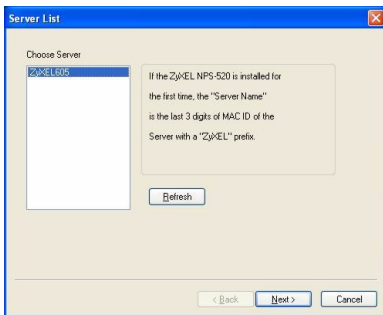 Server List
Choose Server
ZyXEL605
If the ZyXEL NPS-520 is installed for
the first time, the "Server Name"
is the last 3 digits of MAC ID of the
Server with a "ZyXEL" prefix.
Refresh
< Back
Next >
Cancel